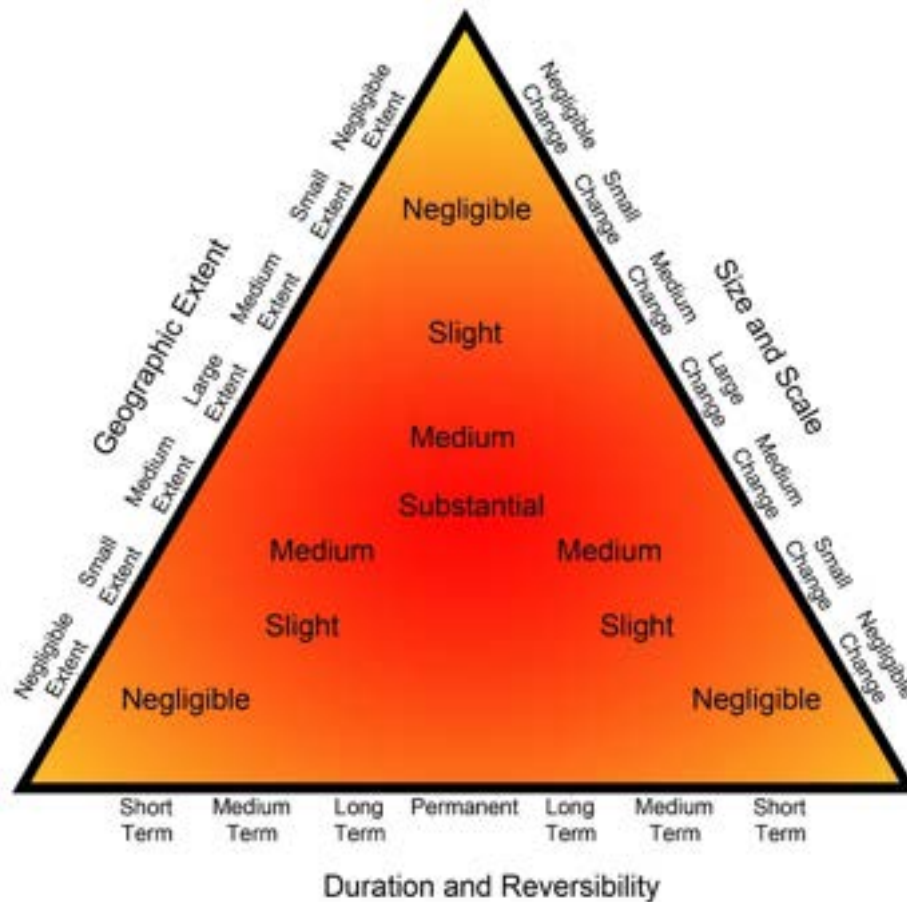 Negligible
Extent
Small
Extent
Medium
Extent
Large
Extent
Medium
Extent
Small
Extent
Negligible
Extent
Geographic Extent
Negligible
Change
Small
Change
Medium
Change
Large
Change
Medium
Change
Small
Change
Negligible
Change
Size and Scale
Negligible
Slight
Medium
Substantial
Medium
Medium
Slight
Slight
Negligible
Negligible
Short
Term
Medium
Term
Long
Term
Permanent
Long
Term
Medium
Term
Short
Term
Duration and Reversibility